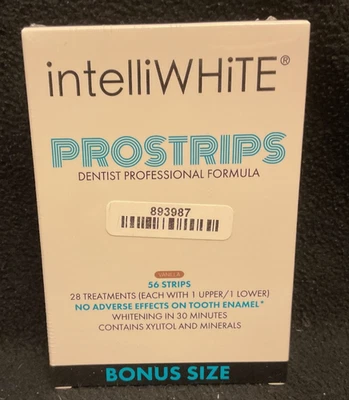 intelliWHiTE®
PROSTRIPS
DENTIST PROFESSIONAL FORMULA
893987
VANILLA
56 STRIPS
28 TREATMENTS (EACH WITH 1 UPPER/1 LOWER)
NO ADVERSE EFFECTS ON TOOTH ENAMEL*
WHITENING IN 30 MINUTES
CONTAINS XYLITOL AND MINERALS
BONUS SIZE